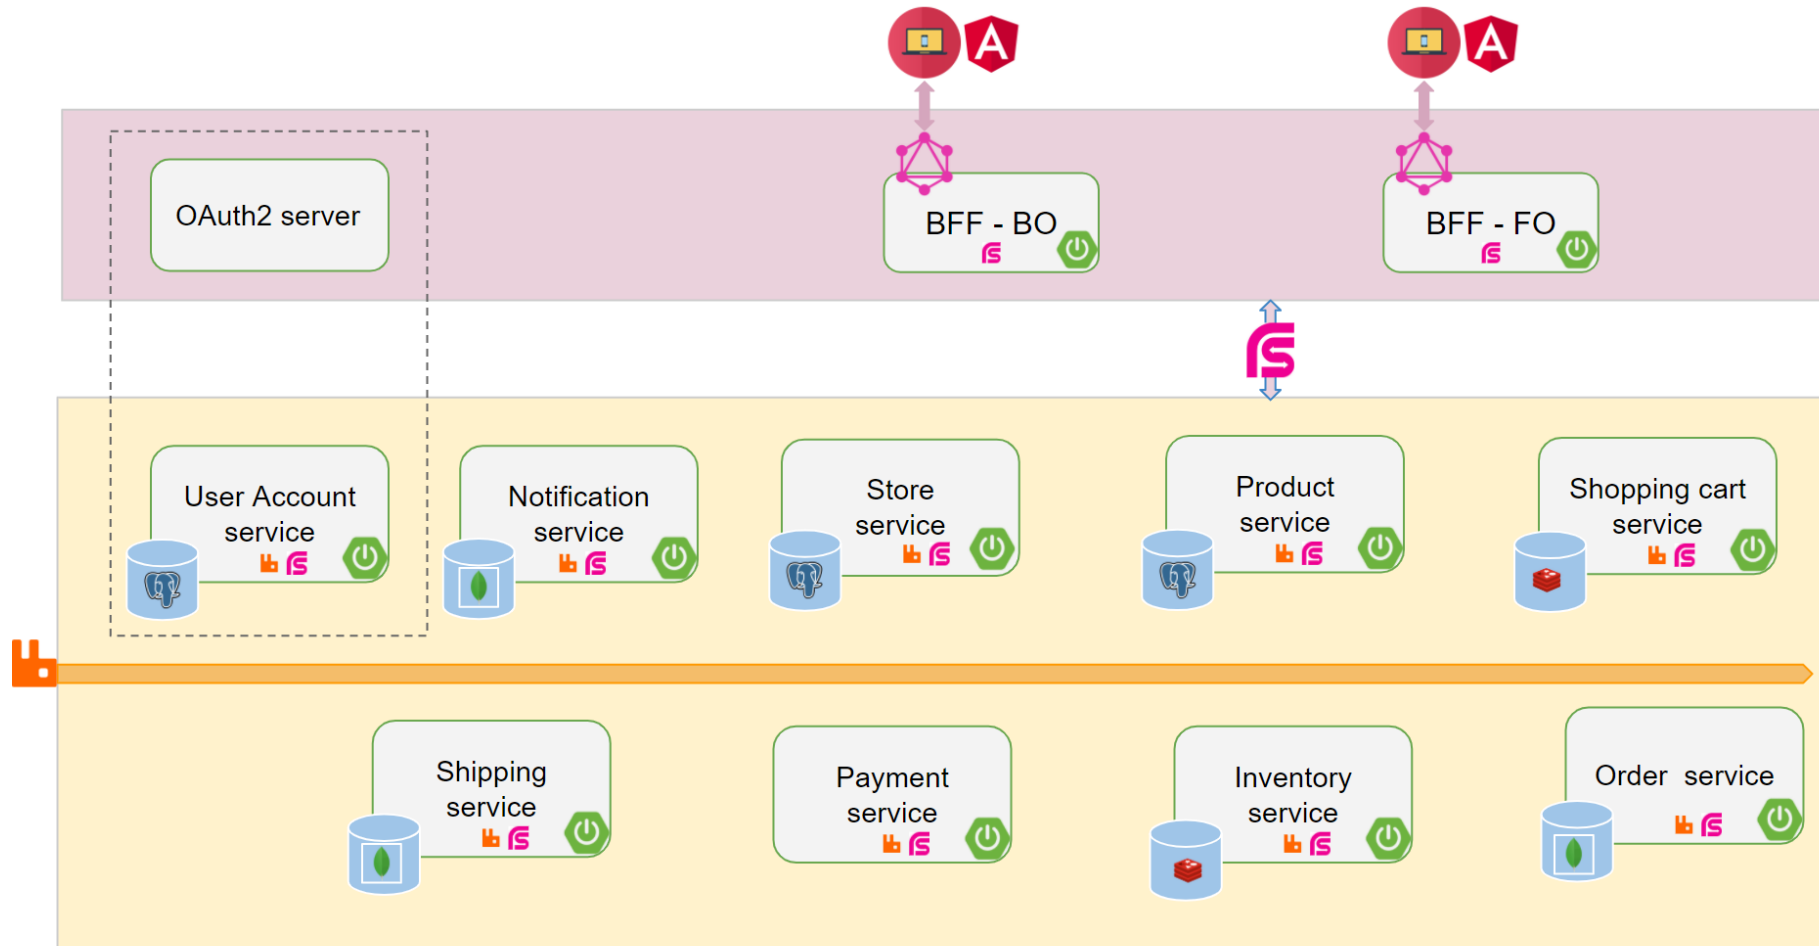 OAuth2 server
BFF - BO
BFF - FO
User Account
service
Notification
service
Store
service
Product
service
Shopping cart
service
Shipping
service
Payment
service
Inventory
service
Order service